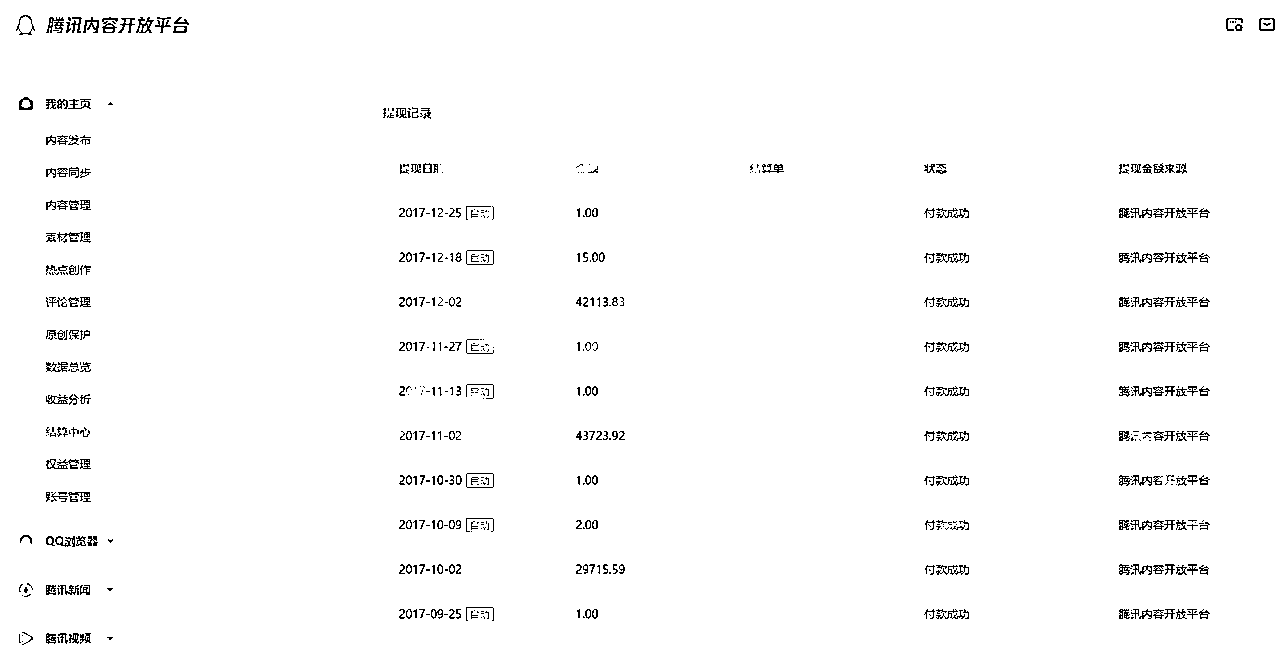 腾讯内容开放平台
我的主页
内容发布
内容同步
内容管理
素材管理
热点创作
评论管理
原创保护
数据总览
收益分析
结算中心
权益管理
账号管理
QQ浏览器
腾讯新闻
腾讯视频
提现记录
提现日期 金额 结算单 状态 提现金额来源
2017-12-25 自动 1.00 付款成功 腾讯内容开放平台
2017-12-18 自动 15.00 付款成功 腾讯内容开放平台
2017-12-02 42113.83 付款成功 腾讯内容开放平台
2017-11-27 自动 1.00 付款成功 腾讯内容开放平台
2017-11-13 自动 1.00 付款成功 腾讯内容开放平台
2017-11-02 43723.92 付款成功 腾讯内容开放平台
2017-10-30 自动 1.00 付款成功 腾讯内容开放平台
2017-10-09 自动 2.00 付款成功 腾讯内容开放平台
2017-10-02 29715.59 付款成功 腾讯内容开放平台
2017-09-25 自动 1.00 付款成功 腾讯内容开放平台